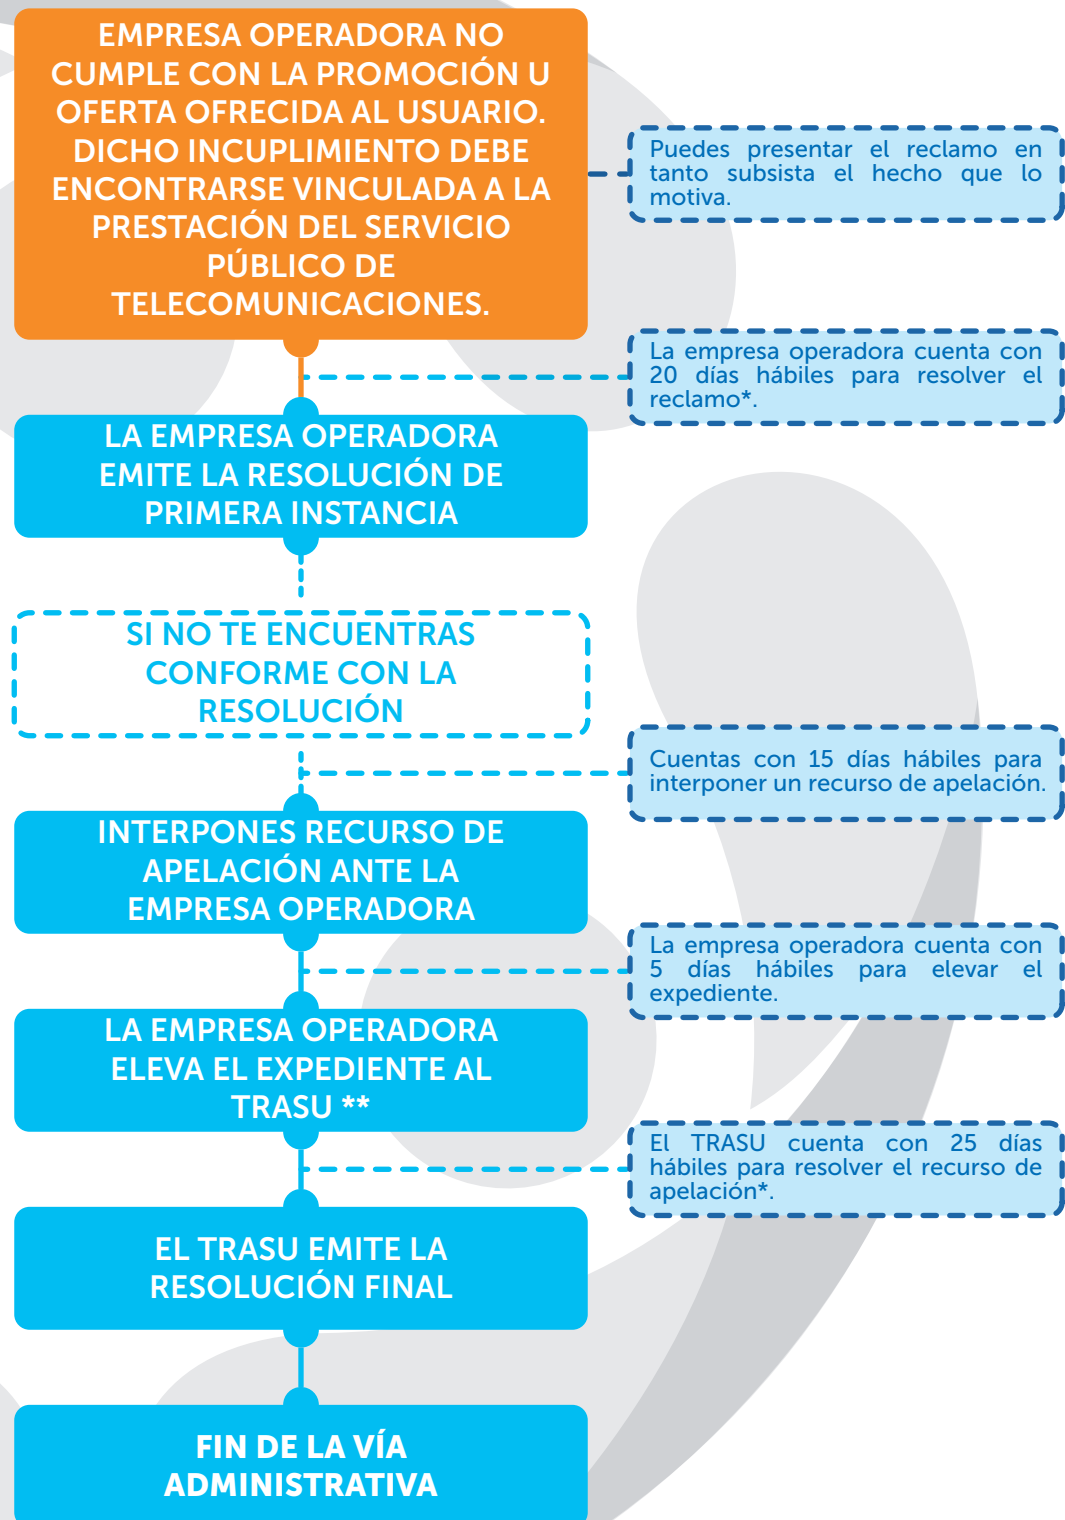 EMPRESA OPERADORA NO
CUMPLE CON LA PROMOCIÓN U
OFERTA OFRECIDA AL USUARIO.
DICHO INCUPLIMIENTO DEBE
ENCONTRARSE VINCULADA A LA
PRESTACIÓN DEL SERVICIO
PÚBLICO DE
TELECOMUNICACIONES.
Puedes presentar el reclamo en
tanto subsista el hecho que lo
motiva.
La empresa operadora cuenta con
20 días hábiles para resolver el
reclamo*.
LA EMPRESA OPERADORA
EMITE LA RESOLUCIÓN DE
PRIMERA INSTANCIA
SI NO TE ENCUENTRAS
CONFORME CON LA
RESOLUCIÓN
Cuentas con 15 días hábiles para
interponer un recurso de apelación.
INTERPONES RECURSO DE
APELACIÓN ANTE LA
EMPRESA OPERADORA
La empresa operadora cuenta con
5 días hábiles para elevar el
expediente.
LA EMPRESA OPERADORA
ELEVA EL EXPEDIENTE AL
TRASU **
El TRASU cuenta con 25 días
hábiles para resolver el recurso de
apelación*.
EL TRASU EMITE LA
RESOLUCIÓN FINAL
FIN DE LA VÍA
ADMINISTRATIVA